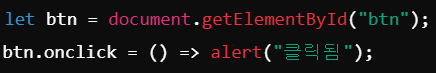 let btn = document.getElementById("btn");
btn.onclick = () => alert("클릭됨");